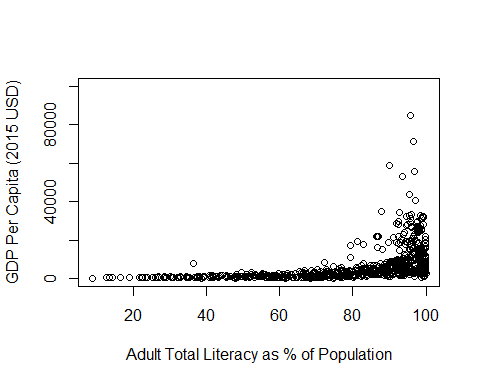 GDP Per Capita (2015 USD)
80000
40000
0
20 40 60 80 100
Adult Total Literacy as % of Population